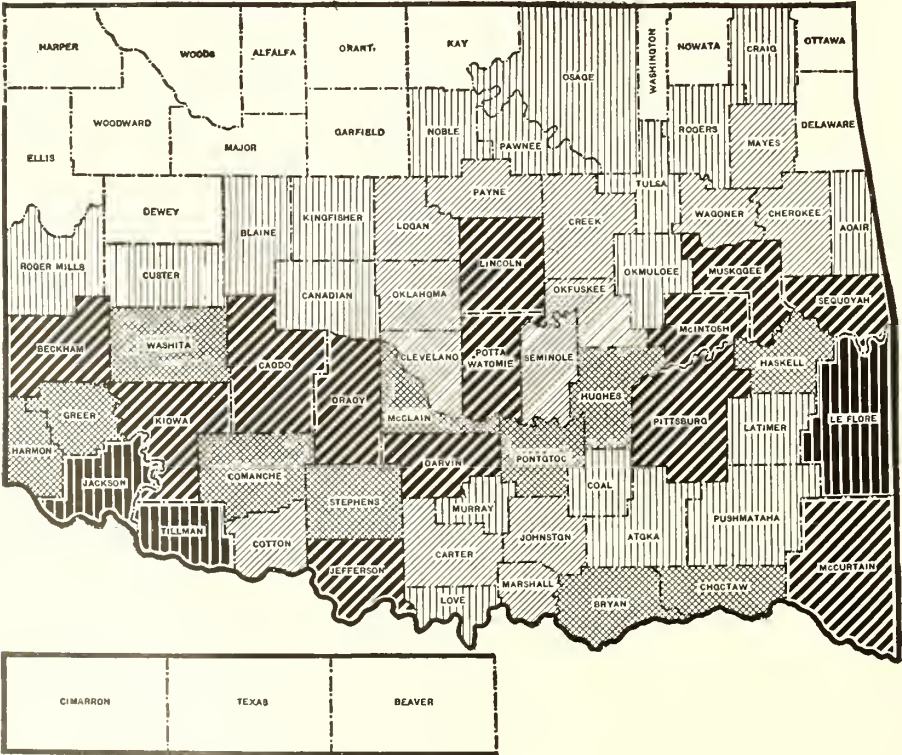 HARPER
WOODS
ALFALFA
GRANT
KAY
OSAGE
WASHINGTON
NOWATA
CRAIG
OTTAWA
ELLIS
WOODWARD
MAJOR
GARFIELD
NOBLE
PAWNEE
ROGERS
MAYES
DELAWARE
DEWEY
BLAINE
KINGFISHER
LOGAN
PAYNE
CREEK
TULSA
WAGONER
CHEROKEE
ADAIR
ROGER MILLS
CUSTER
CANADIAN
OKLAHOMA
LINCOLN
OKFUSKEE
OKMULGEE
MUSKOGEE
SEQUOYAH
BECKHAM
WASHITA
CADDO
GRADY
CLEVELAND
POTTA
WATOMIE
SEMINOLE
McINTOSH
HASKELL
GREER
HARMON
KIOWA
McCLAIN
HUGHES
PITTSBURG
LATIMER
LE FLORE
JACKSON
COMANCHE
STEPHENS
GARVIN
PONTOTOC
COAL
TILLMAN
COTTON
JEFFERSON
MURRAY
CARTER
JOHNSTON
ATOKA
PUSHMATAHA
McCURTAIN
LOVE
MARSHALL
BRYAN
CHOCTAW
CIMARRON
TEXAS
BEAVER